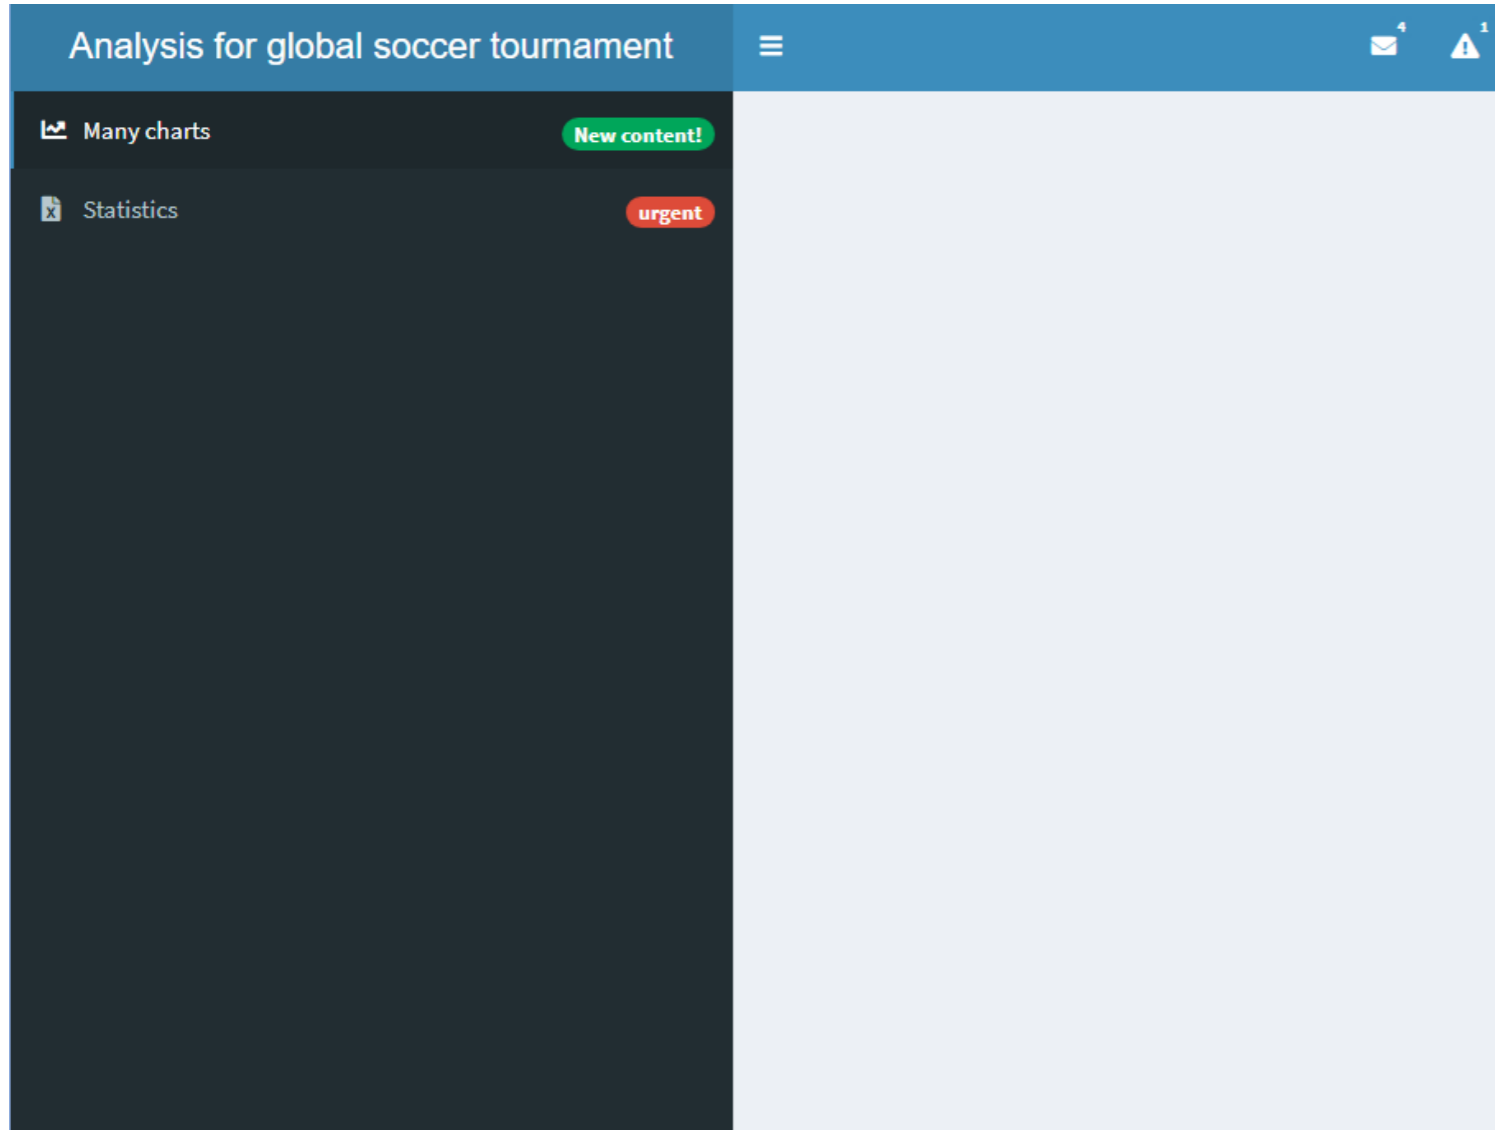 Analysis for global soccer tournament
4
1
Many charts
New content!
Statistics
urgent